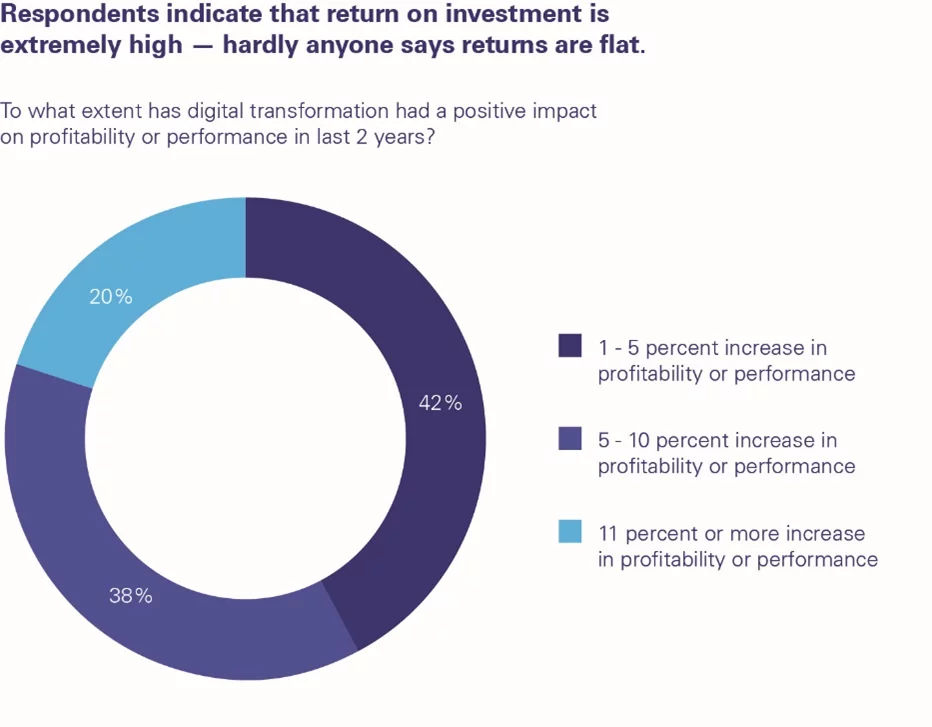 Respondents indicate that return on investment is
extremely high — hardly anyone says returns are flat.
To what extent has digital transformation had a positive impact
on profitability or performance in last 2 years?
20%
42%
38%
1 - 5 percent increase in
profitability or performance
5 - 10 percent increase in
profitability or performance
11 percent or more increase
in profitability or performance